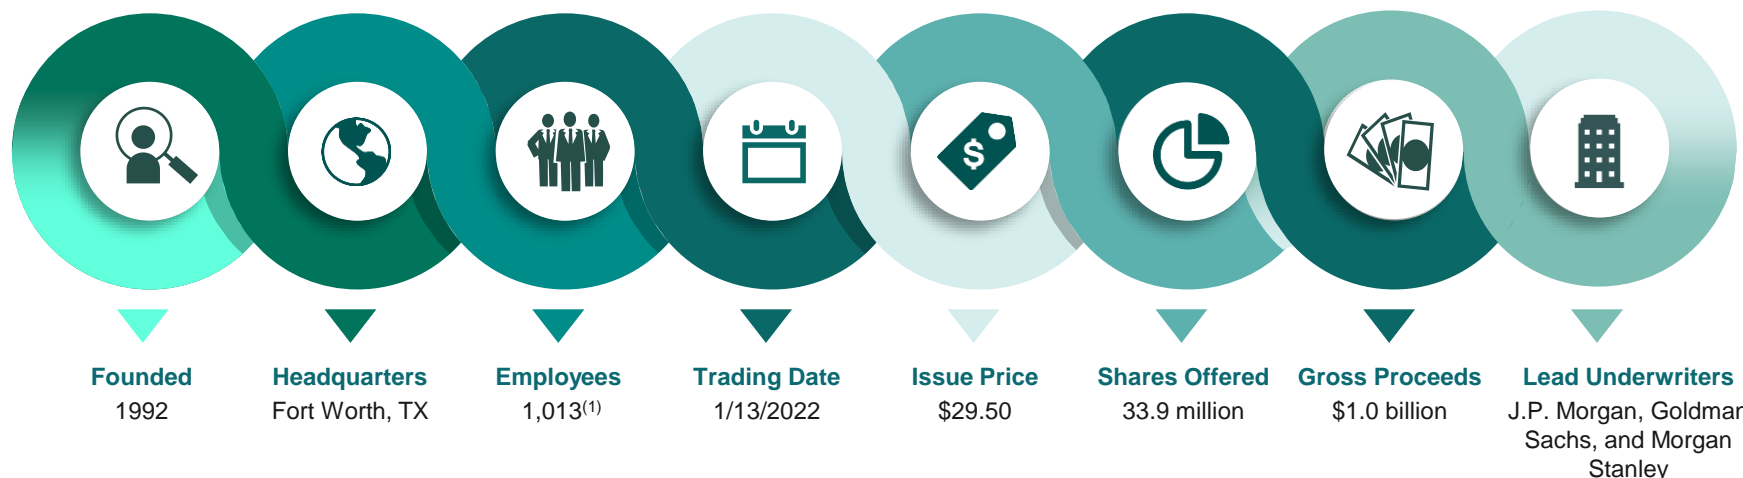 Founded
1992
Headquarters
Fort Worth, TX
Employees
1,013(1)
Trading Date
1/13/2022
Issue Price
$29.50
Shares Offered
33.9 million
Gross Proceeds
$1.0 billion
Lead Underwriters
J.P. Morgan, Goldman
Sachs, and Morgan
Stanley
$